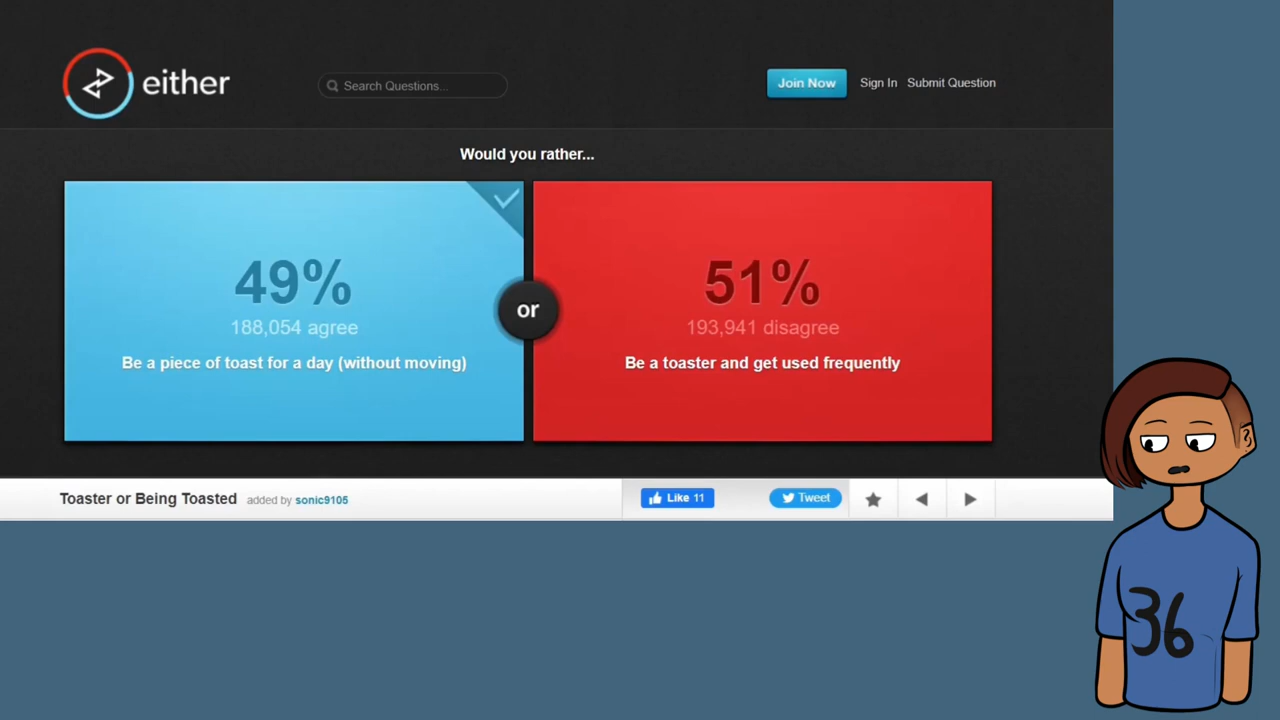 either
Search Questions...
Join Now
Sign In
Submit Question
Would you rather...
49%
188,054 agree
Be a piece of toast for a day (without moving)
or
51%
193,941 disagree
Be a toaster and get used frequently
Toaster or Being Toasted
added by sonic9105
Like 11
Tweet
36